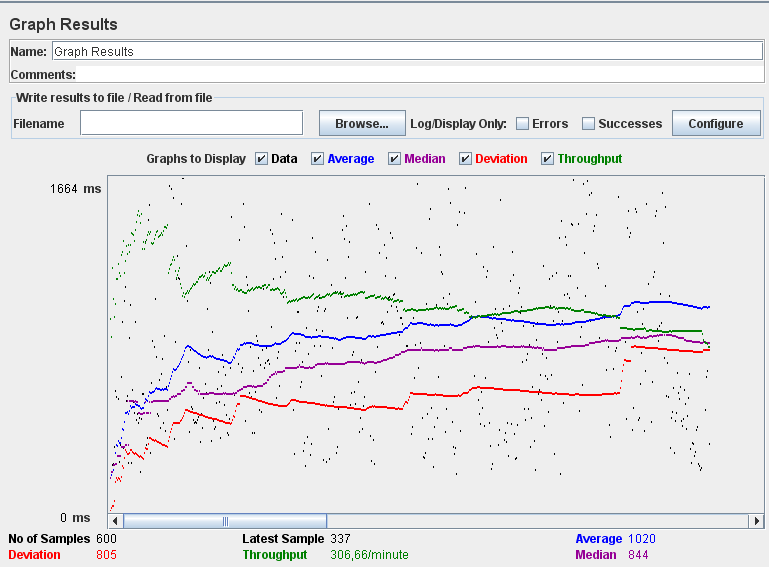 Graph Results
Name: Graph Results
Comments:
Write results to file / Read from file
Filename Browse... Log/Display Only: Errors Successes Configure
Graphs to Display Data Average Median Deviation Throughput
1664 ms
0 ms
No of Samples 600 Latest Sample 337 Average 1020
Deviation 805 Throughput 306,66/minute Median 844